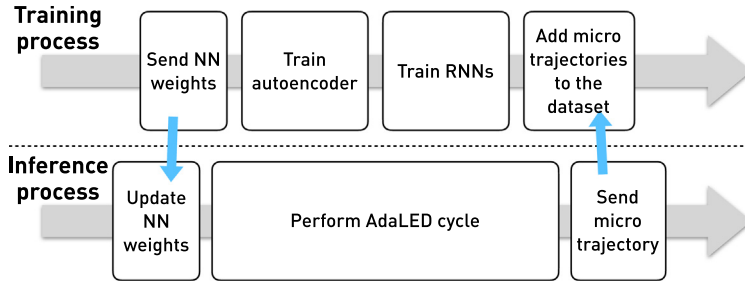 Training
process
Send NN
weights
Train
autoencoder
Train RNNs
Add micro
trajectories
to the
dataset
Inference
process
Update
NN
weights
Perform AdaLED cycle
Send
micro
trajectory